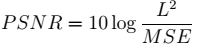 PSNR = 10 log L² / MSE